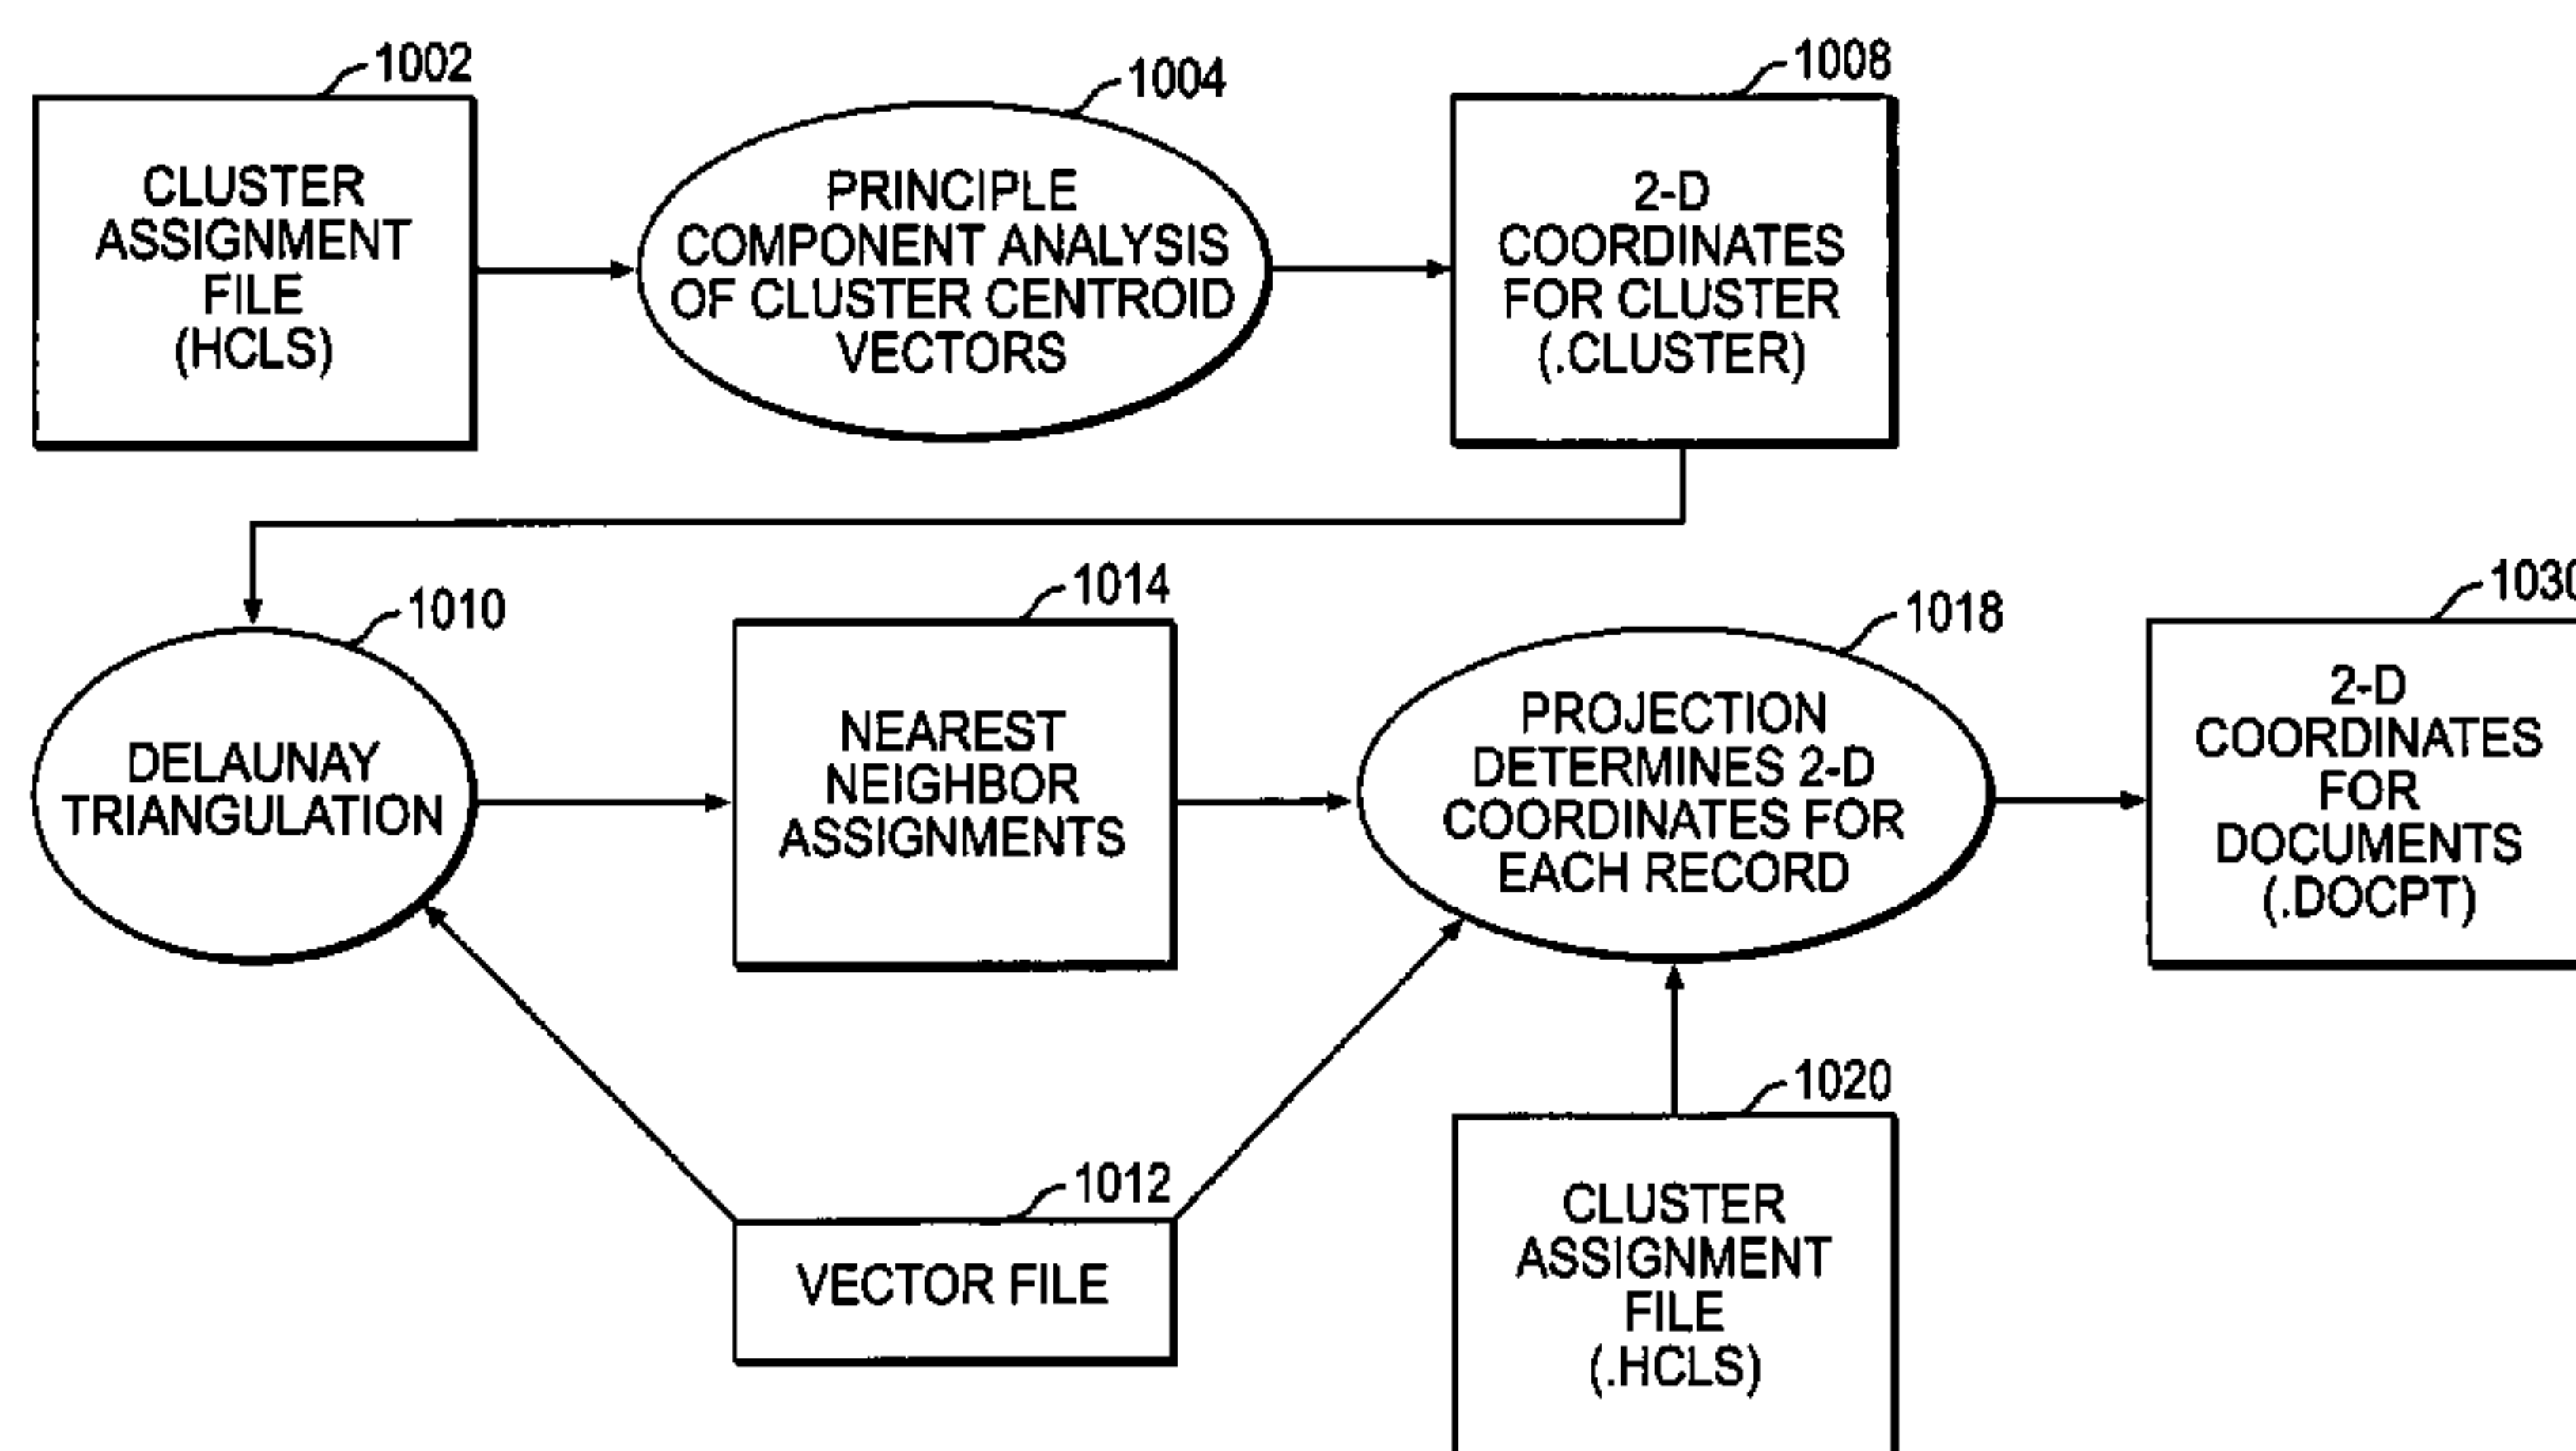 1002
CLUSTER
ASSIGNMENT
FILE
(HCLS)
1004
PRINCIPLE
COMPONENT ANALYSIS
OF CLUSTER CENTROID
VECTORS
1008
2-D
COORDINATES
FOR CLUSTER
(.CLUSTER)
1010
DELAUNAY
TRIANGULATION
1014
NEAREST
NEIGHBOR
ASSIGNMENTS
1018
PROJECTION
DETERMINES 2-D
COORDINATES FOR
EACH RECORD
1030
2-D
COORDINATES
FOR
DOCUMENTS
(.DOCPT)
1012
VECTOR FILE
1020
CLUSTER
ASSIGNMENT
FILE
(.HCLS)